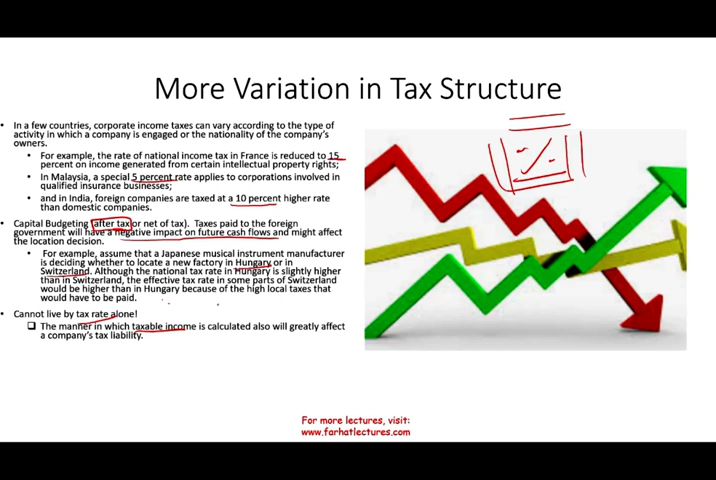 More Variation in Tax Structure
• In a few countries, corporate income taxes can vary according to the type of
activity in which a company is engaged or the nationality of the company's
owners.
• For example, the rate of national income tax in France is reduced to 15
percent on income generated from certain intellectual property rights;
• In Malaysia, a special 5 percent rate applies to corporations involved in
qualified insurance businesses;
• and in India, foreign companies are taxed at a 10 percent higher rate
than domestic companies.
• Capital Budgeting (after tax or net of tax). Taxes paid to the foreign
government will have a negative impact on future cash flows and might affect
the location decision.
• For example, assume that a Japanese musical instrument manufacturer
is deciding whether to locate a new factory in Hungary or in
Switzerland. Although the national tax rate in Hungary is slightly higher
than in Switzerland, the effective tax rate in some parts of Switzerland
would be higher than in Hungary because of the high local taxes that
would have to be paid.
• Cannot live by tax rate alone!
❑ The manner in which taxable income is calculated also will greatly affect
a company's tax liability.
For more lectures, visit:
www.farhatlectures.com